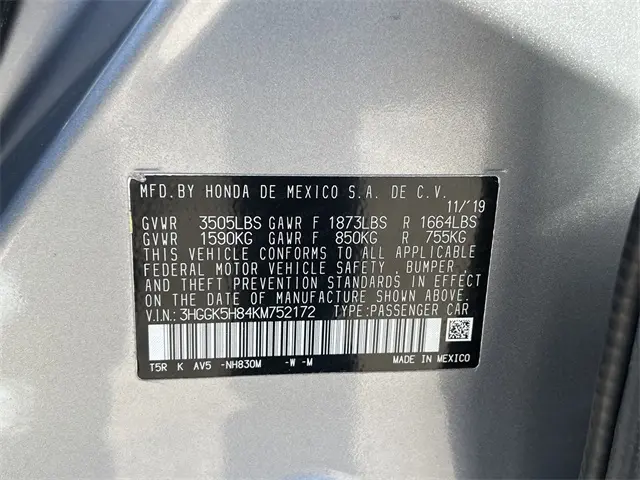 MFD. BY HONDA DE MEXICO S.A. DE C.V.
11/'19
GVWR 3505LBS GAWR F 1873LBS R 1664LBS
GVWR 1590KG GAWR F 850KG R 755KG
THIS VEHICLE CONFORMS TO ALL APPLICABLE
FEDERAL MOTOR VEHICLE SAFETY , BUMPER ,
AND THEFT PREVENTION STANDARDS IN EFFECT
ON THE DATE OF MANUFACTURE SHOWN ABOVE.
V.I.N.: 3HGGK5H84KM752172 TYPE:PASSENGER CAR
T5R K AV5 -NH830M -W -M MADE IN MEXICO